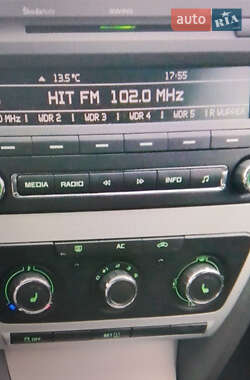 auto RIA
13.5°C 17:55
HIT FM 102.0 MHz
WDR 2 WDR 3 WDR 4 WDR 5
MEDIA RADIO INFO
AC
OFF